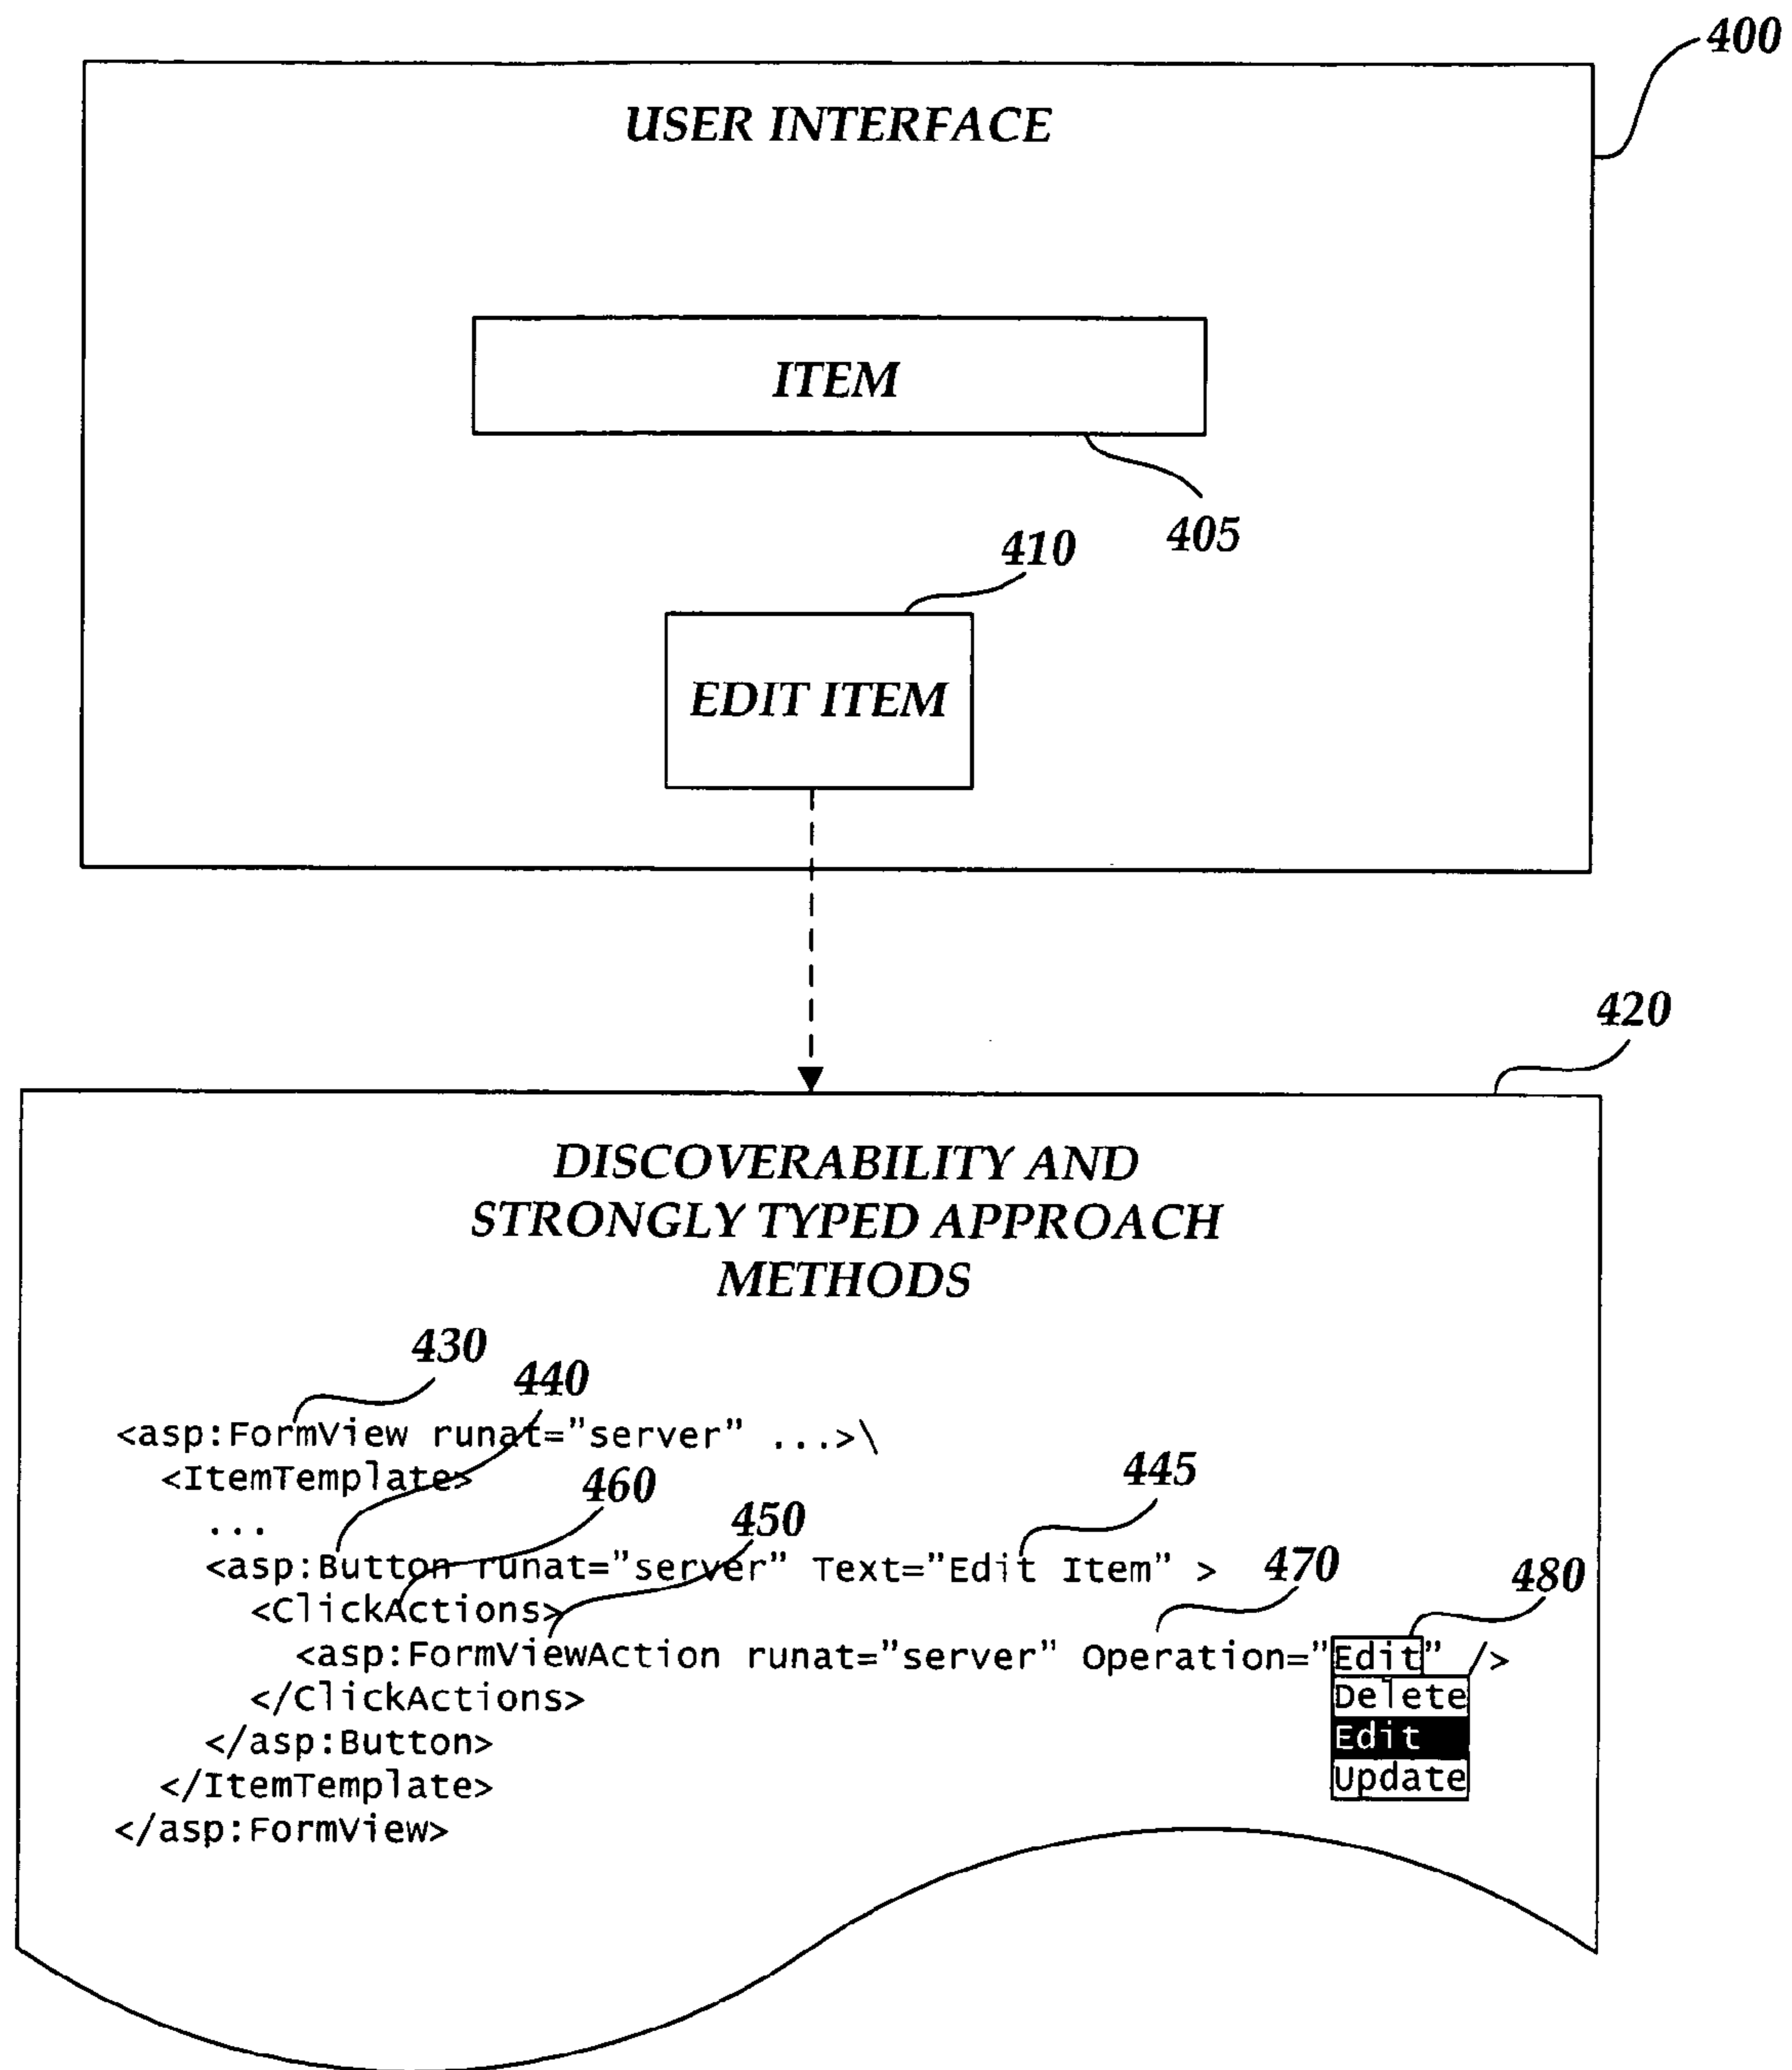 400
USER INTERFACE
ITEM
405
410
EDIT ITEM
420
DISCOVERABILITY AND
STRONGLY TYPED APPROACH
METHODS
430
440
<asp:FormView runat="server" ...>\
<ItemTemplate>
460
445
...
450
<asp:Button runat="server" Text="Edit Item" >
470
480
<ClickActions>
<asp:FormViewAction runat="server" Operation="Edit" />
</ClickActions>
Delete
</asp:Button>
Edit
</ItemTemplate>
Update
</asp:FormView>